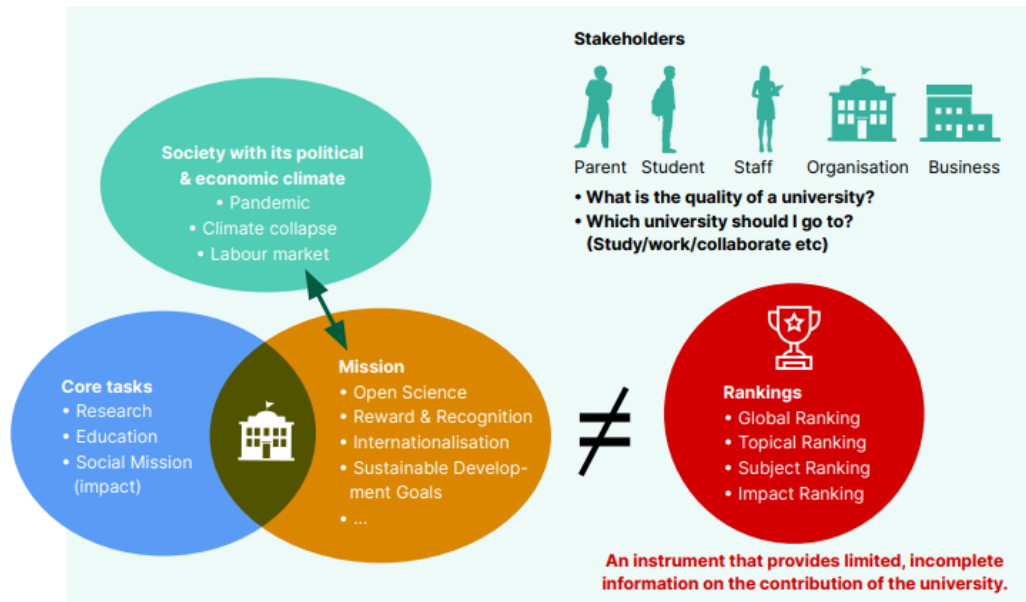 Stakeholders
Parent
Student
Staff
Organisation
Business
• What is the quality of a university?
• Which university should I go to?
(Study/work/collaborate etc)
Society with its political
& economic climate
• Pandemic
• Climate collapse
• Labour market
Core tasks
• Research
• Education
• Social Mission
(impact)
Mission
• Open Science
• Reward & Recognition
• Internationalisation
• Sustainable Develop-
ment Goals
• ...
≠
Rankings
• Global Ranking
• Topical Ranking
• Subject Ranking
• Impact Ranking
An instrument that provides limited, incomplete
information on the contribution of the university.